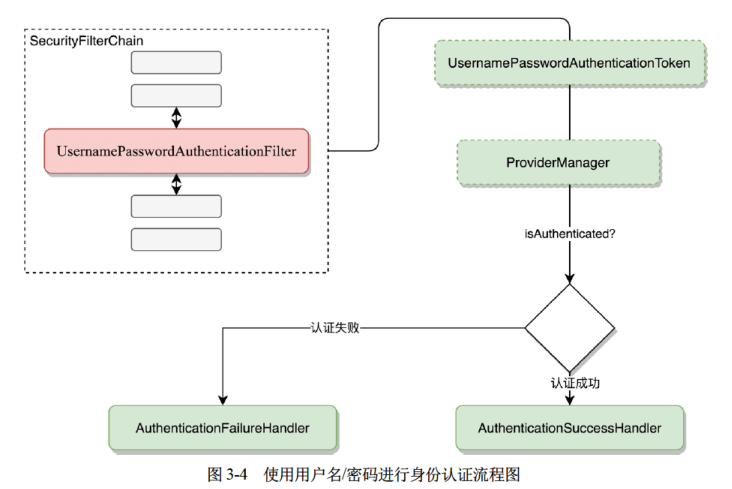 SecurityFilterChain
UsernamePasswordAuthenticationFilter
UsernamePasswordAuthenticationToken
ProviderManager
isAuthenticated?
认证失败
认证成功
AuthenticationFailureHandler
AuthenticationSuccessHandler
图 3-4 使用用户名/密码进行身份认证流程图